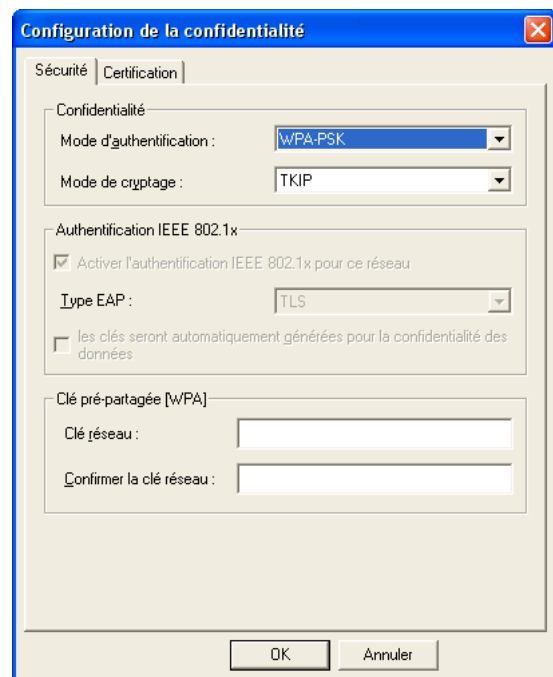 Configuration de la confidentialité
Sécurité
Certification
Confidentialité
Mode d'authentification :
WPA-PSK
Mode de cryptage :
TKIP
Authentification IEEE 802.1x
Activer l'authentification IEEE 802.1x pour ce réseau
Type EAP :
TLS
les clés seront automatiquement générées pour la confidentialité des
données
Clé pré-partagée [WPA]
Clé réseau :
Confirmer la clé réseau :
OK
Annuler